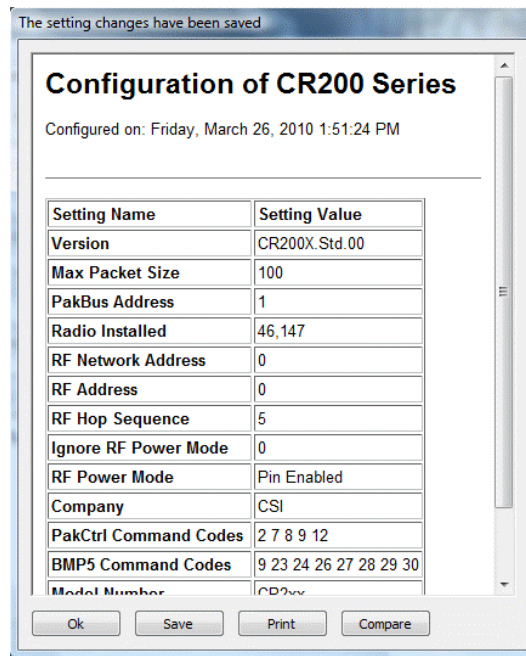 The setting changes have been saved
Configuration of CR200 Series
Configured on: Friday, March 26, 2010 1:51:24 PM
Setting Name Setting Value
Version CR200X.Std.00
Max Packet Size 100
PakBus Address 1
Radio Installed 46,147
RF Network Address 0
RF Address 0
RF Hop Sequence 5
Ignore RF Power Mode 0
RF Power Mode Pin Enabled
Company CSI
PakCtrl Command Codes 2 7 8 9 12
BMP5 Command Codes 9 23 24 26 27 28 29 30
Model Number CR2xx
Ok Save Print Compare